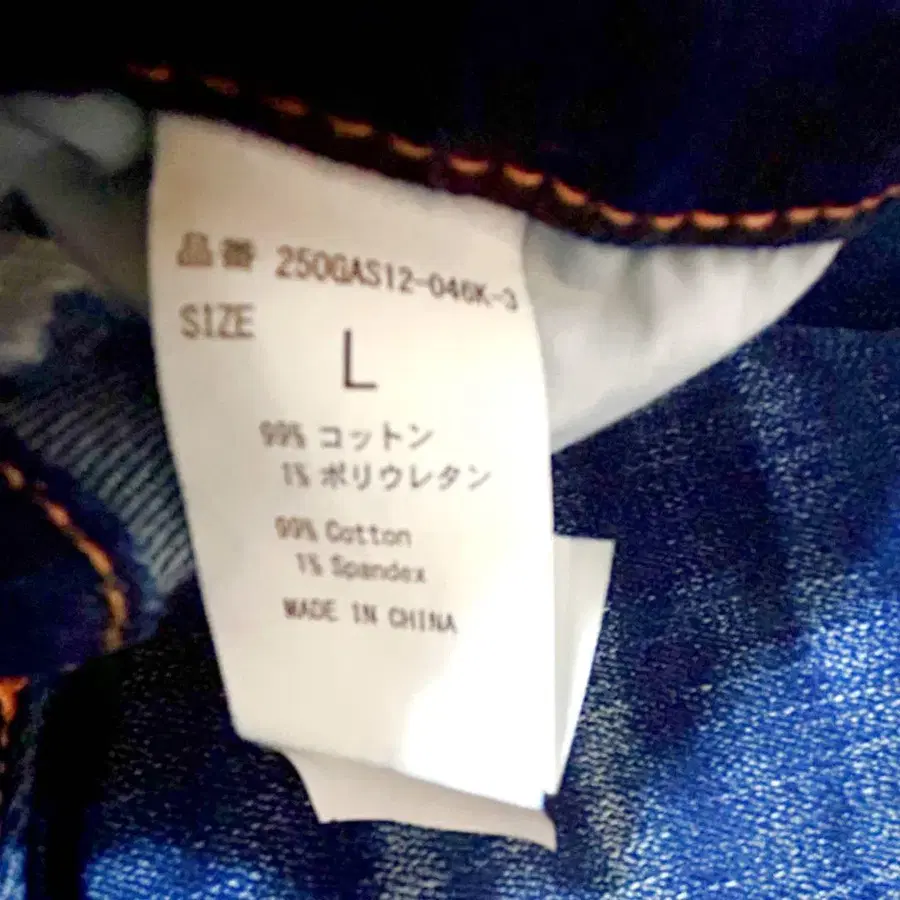 品番 250GAS12-046K-3
SIZE
L
99% コットン
1% ポリウレタン
99% Cotton
1% Spandex
MADE IN CHINA